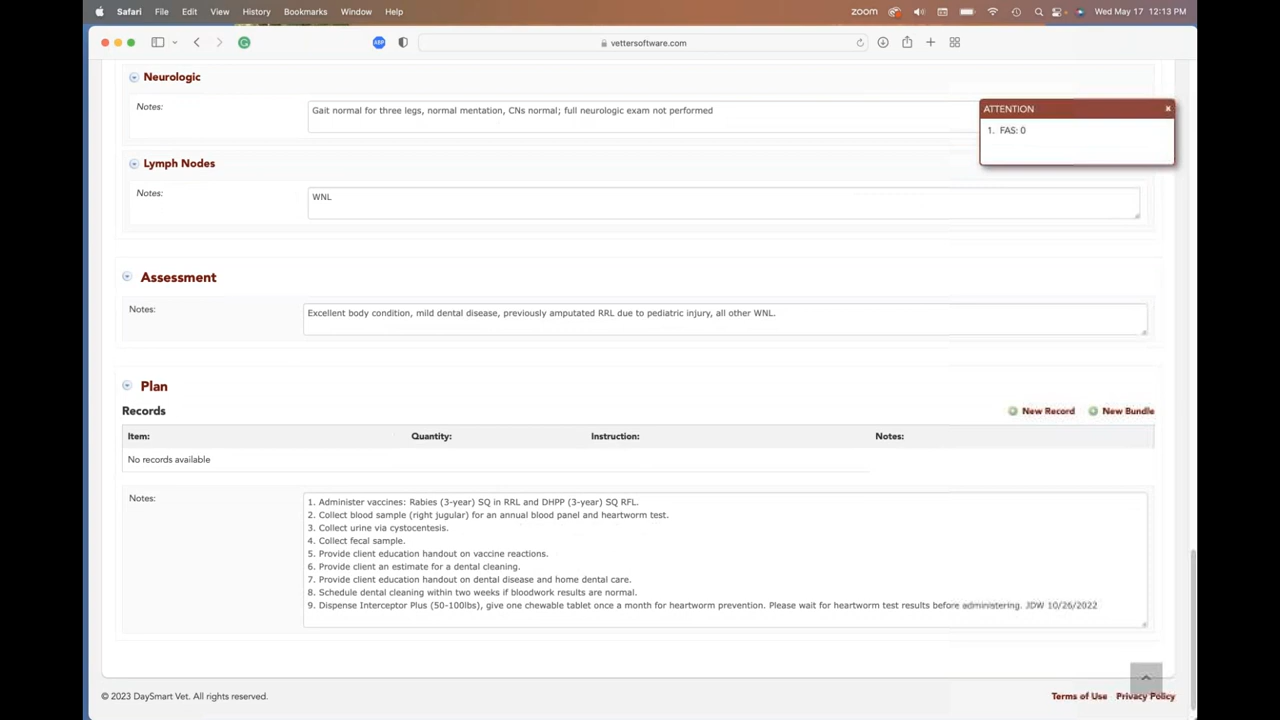 Safari File Edit View History Bookmarks Window Help zoom Wed May 17 12:13 PM
ABP vettersoftware.com
Neurologic
Notes: Gait normal for three legs, normal mentation, CNs normal; full neurologic exam not performed
ATTENTION x
1. FAS: 0
Lymph Nodes
Notes: WNL
Assessment
Notes: Excellent body condition, mild dental disease, previously amputated RRL due to pediatric injury, all other WNL.
Plan
Records New Record New Bundle
Item: Quantity: Instruction: Notes:
No records available
Notes: 1. Administer vaccines: Rabies (3-year) SQ in RRL and DHPP (3-year) SQ RFL.
2. Collect blood sample (right jugular) for an annual blood panel and heartworm test.
3. Collect urine via cystocentesis.
4. Collect fecal sample.
5. Provide client education handout on vaccine reactions.
6. Provide client an estimate for a dental cleaning.
7. Provide client education handout on dental disease and home dental care.
8. Schedule dental cleaning within two weeks if bloodwork results are normal.
9. Dispense Interceptor Plus (50-100lbs), give one chewable tablet once a month for heartworm prevention. Please wait for heartworm test results before administering. JDW 10/26/2022
© 2023 DaySmart Vet. All rights reserved. Terms of Use Privacy Policy